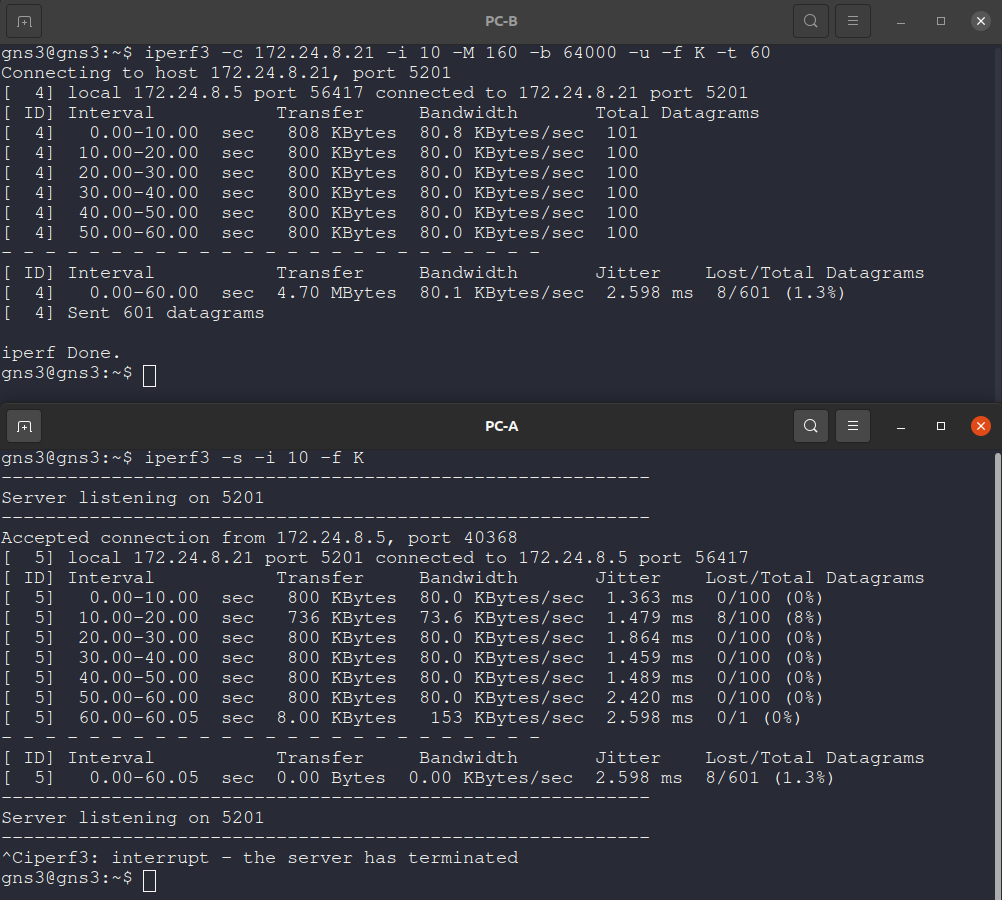 PC-B
gns3@gns3:~$ iperf3 -c 172.24.8.21 -i 10 -M 160 -b 64000 -u -f K -t 60
Connecting to host 172.24.8.21, port 5201
[  4] local 172.24.8.5 port 56417 connected to 172.24.8.21 port 5201
[ ID] Interval           Transfer     Bandwidth       Total Datagrams
[  4]   0.00-10.00  sec   808 KBytes  80.8 KBytes/sec  101
[  4]  10.00-20.00  sec   800 KBytes  80.0 KBytes/sec  100
[  4]  20.00-30.00  sec   800 KBytes  80.0 KBytes/sec  100
[  4]  30.00-40.00  sec   800 KBytes  80.0 KBytes/sec  100
[  4]  40.00-50.00  sec   800 KBytes  80.0 KBytes/sec  100
[  4]  50.00-60.00  sec   800 KBytes  80.0 KBytes/sec  100
- - - - - - - - - - - - - - - - - - - - - - - - -
[ ID] Interval           Transfer     Bandwidth       Jitter    Lost/Total Datagrams
[  4]   0.00-60.00  sec  4.70 MBytes  80.1 KBytes/sec  2.598 ms  8/601 (1.3%)
[  4] Sent 601 datagrams
iperf Done.
gns3@gns3:~$
PC-A
gns3@gns3:~$ iperf3 -s -i 10 -f K
-----------------------------------------------------------
Server listening on 5201
-----------------------------------------------------------
Accepted connection from 172.24.8.5, port 40368
[  5] local 172.24.8.21 port 5201 connected to 172.24.8.5 port 56417
[ ID] Interval           Transfer     Bandwidth       Jitter    Lost/Total Datagrams
[  5]   0.00-10.00  sec   800 KBytes  80.0 KBytes/sec  1.363 ms  0/100 (0%)
[  5]  10.00-20.00  sec   736 KBytes  73.6 KBytes/sec  1.479 ms  8/100 (8%)
[  5]  20.00-30.00  sec   800 KBytes  80.0 KBytes/sec  1.864 ms  0/100 (0%)
[  5]  30.00-40.00  sec   800 KBytes  80.0 KBytes/sec  1.459 ms  0/100 (0%)
[  5]  40.00-50.00  sec   800 KBytes  80.0 KBytes/sec  1.489 ms  0/100 (0%)
[  5]  50.00-60.00  sec   800 KBytes  80.0 KBytes/sec  2.420 ms  0/100 (0%)
[  5]  60.00-60.05  sec  8.00 KBytes   153 KBytes/sec  2.598 ms  0/1 (0%)
- - - - - - - - - - - - - - - - - - - - - - - - -
[ ID] Interval           Transfer     Bandwidth       Jitter    Lost/Total Datagrams
[  5]   0.00-60.05  sec  0.00 Bytes  0.00 KBytes/sec  2.598 ms  8/601 (1.3%)
-----------------------------------------------------------
Server listening on 5201
-----------------------------------------------------------
^Ciperf3: interrupt - the server has terminated
gns3@gns3:~$